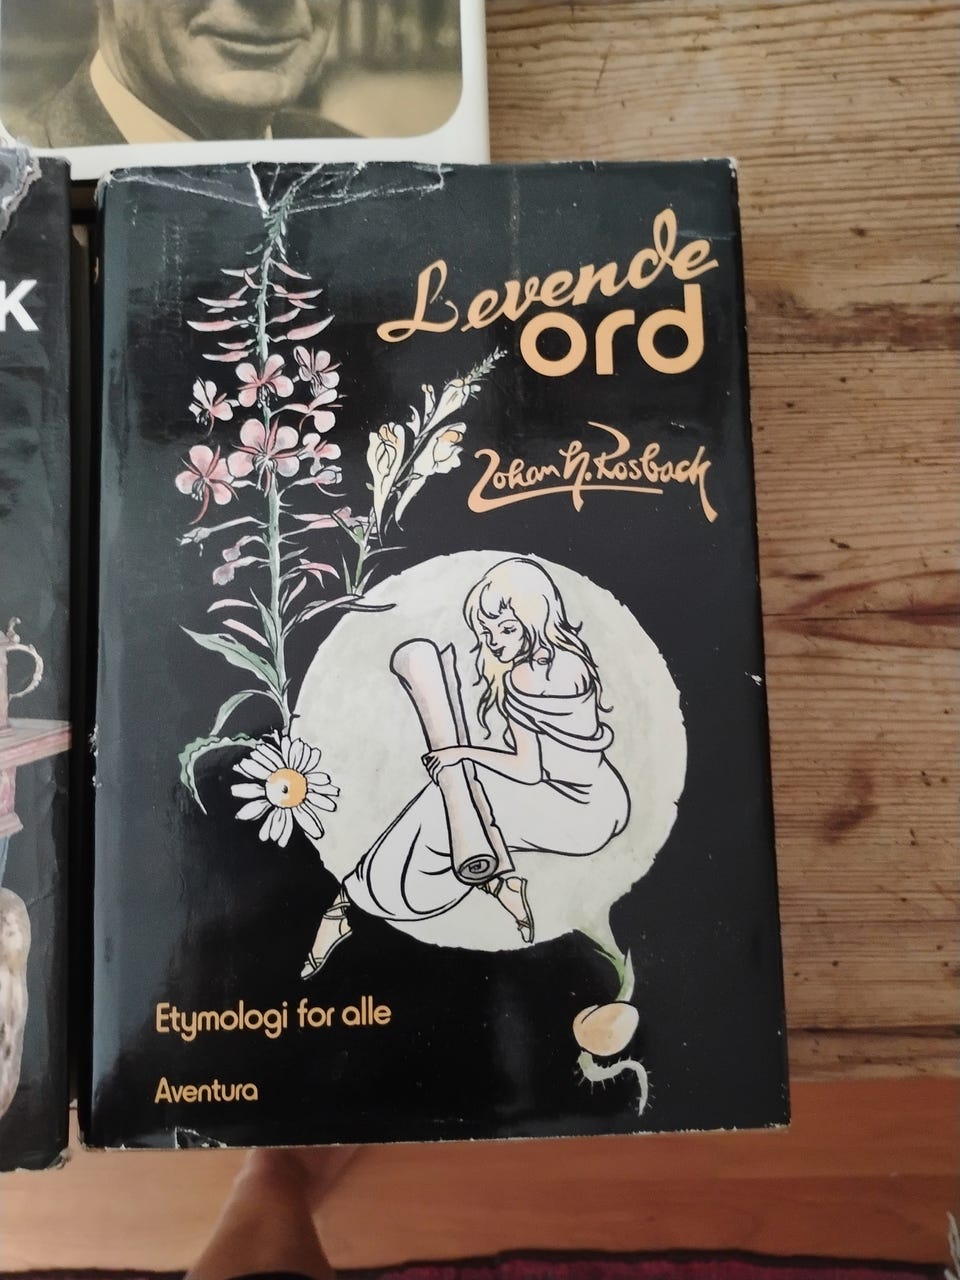 K
Levende
ord
Johan H. Rosbach
Etymologi for alle
Aventura